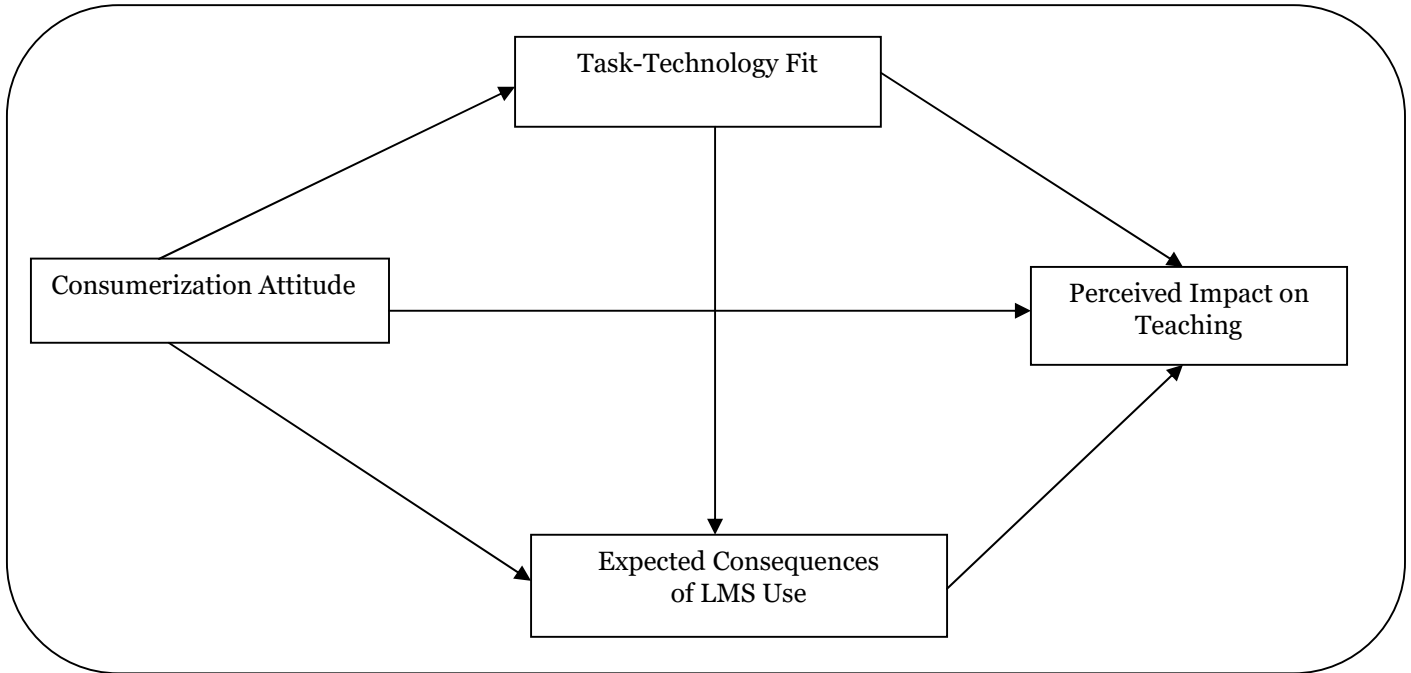 Task-Technology Fit
Consumerization Attitude
Perceived Impact on
Teaching
Expected Consequences
of LMS Use